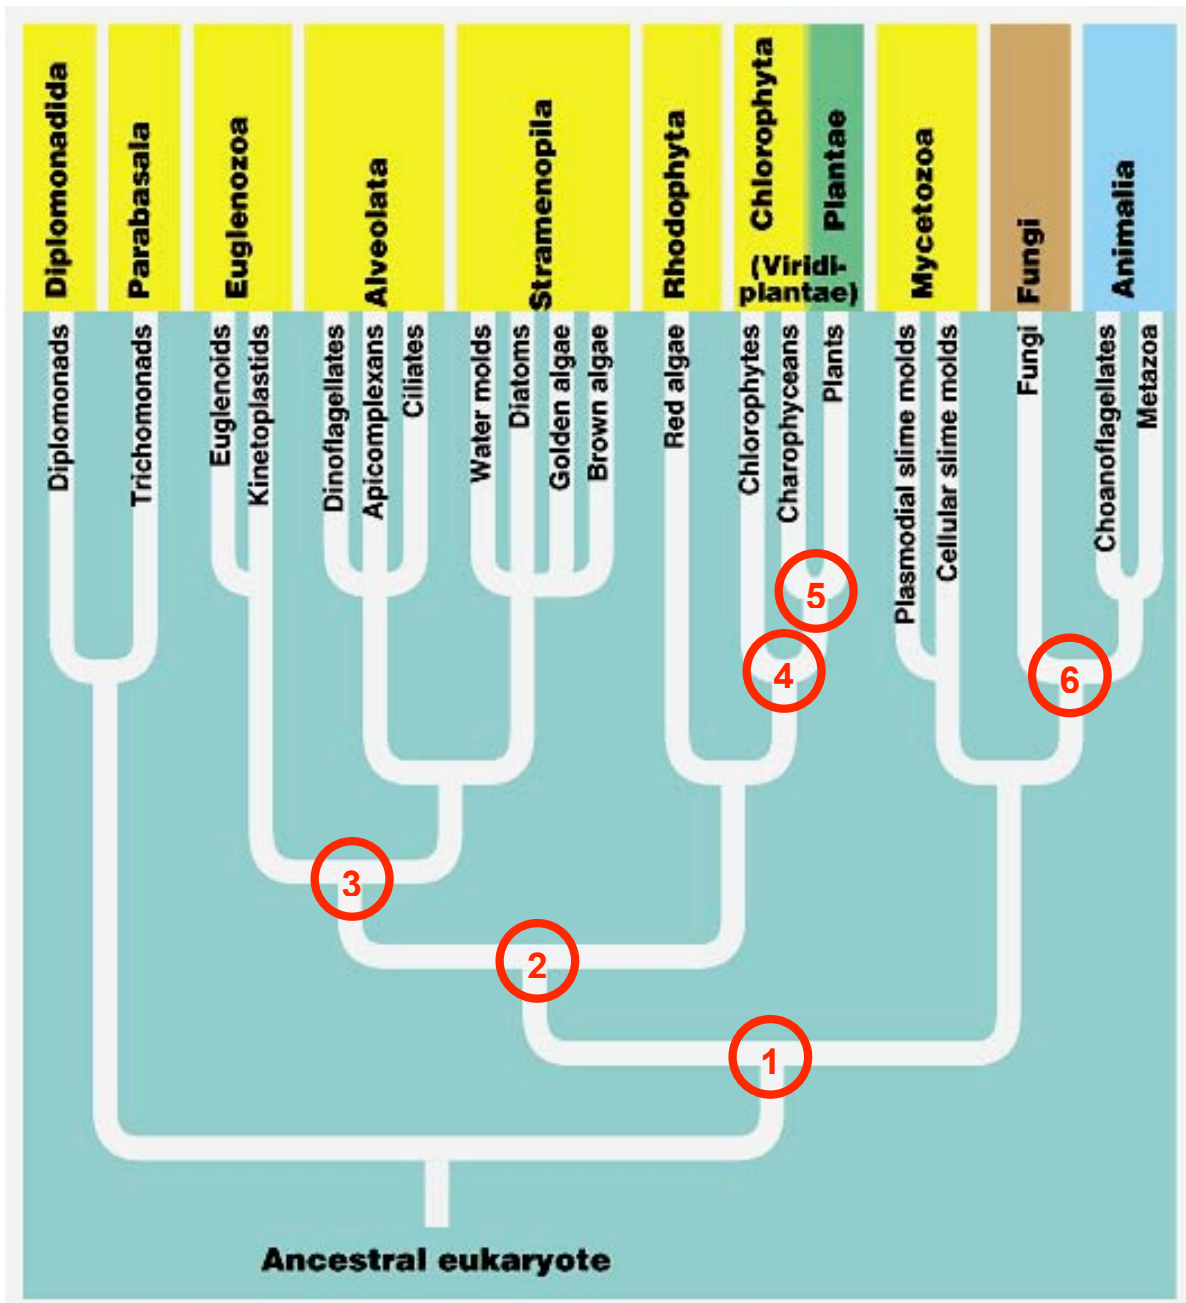 Diplomonadida
Parabasala
Euglenozoa
Alveolata
Stramenopila
Rhodophyta
Chlorophyta
Plantae
(Viridi-
plantae)
Mycetozoa
Fungi
Animalia
Diplomonads
Trichomonads
Euglenoids
Kinetoplastids
Dinoflagellates
Apicomplexans
Ciliates
Water molds
Diatoms
Golden algae
Brown algae
Red algae
Chlorophytes
Charophyceans
Plants
Plasmodial slime molds
Cellular slime molds
Fungi
Choanoflagellates
Metazoa
5
4
6
3
2
1
Ancestral eukaryote